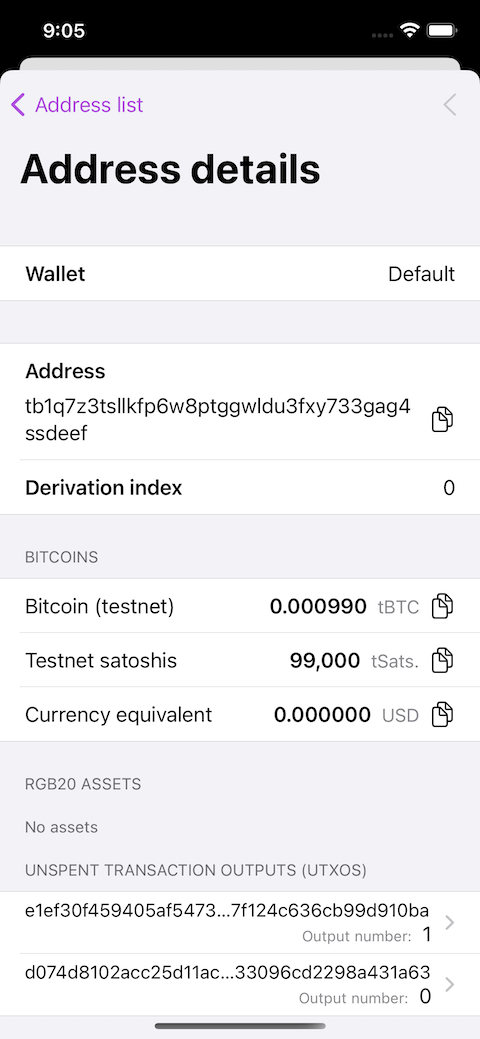 9:05
Address list
Address details
Wallet Default
Address
tb1q7z3tsllkfp6w8ptggwldu3fxy733gag4
ssdeef
Derivation index 0
BITCOINS
Bitcoin (testnet) 0.000990 tBTC
Testnet satoshis 99,000 tSats.
Currency equivalent 0.000000 USD
RGB20 ASSETS
No assets
UNSPENT TRANSACTION OUTPUTS (UTXOS)
e1ef30f459405af5473...7f124c636cb99d910ba
Output number: 1
d074d8102acc25d11ac...33096cd2298a431a63
Output number: 0